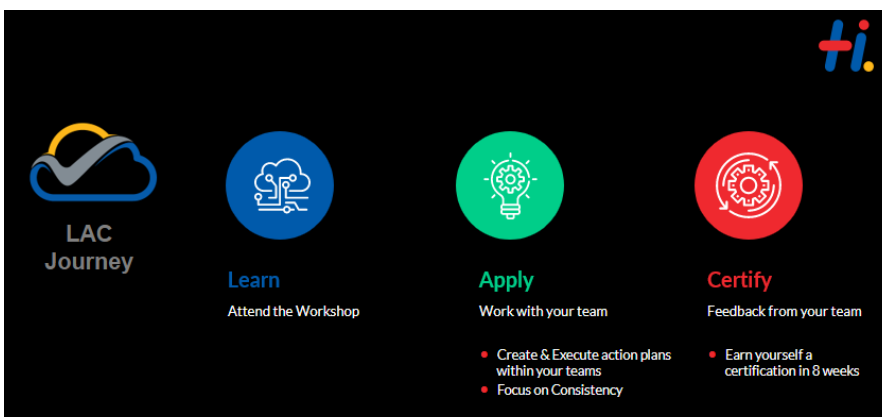 Hi.
LAC
Journey
Learn
Attend the Workshop
Apply
Work with your team
• Create & Execute action plans
within your teams
• Focus on Consistency
Certify
Feedback from your team
• Earn yourself a
certification in 8 weeks